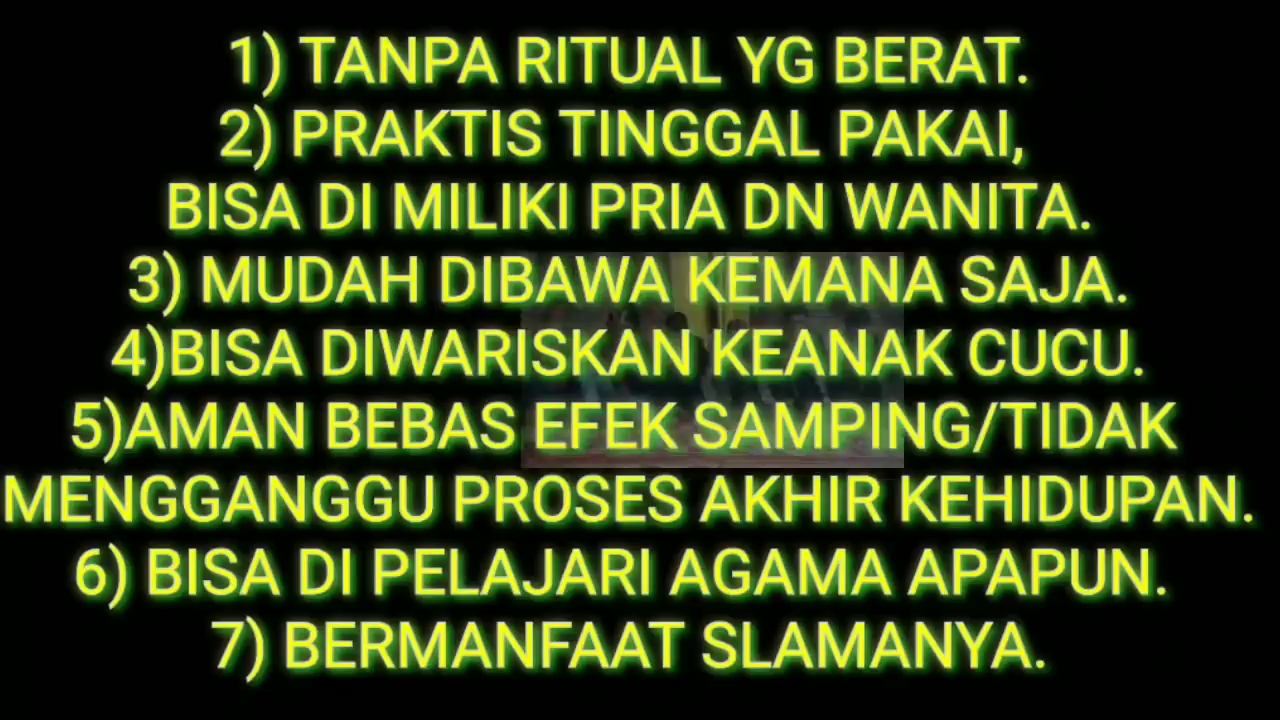 1) TANPA RITUAL YG BERAT.
2) PRAKTIS TINGGAL PAKAI,
BISA DI MILIKI PRIA DN WANITA.
3) MUDAH DIBAWA KEMANA SAJA.
4)BISA DIWARISKAN KEANAK CUCU.
5)AMAN BEBAS EFEK SAMPING/TIDAK
MENGGANGGU PROSES AKHIR KEHIDUPAN.
6) BISA DI PELAJARI AGAMA APAPUN.
7) BERMANFAAT SLAMANYA.